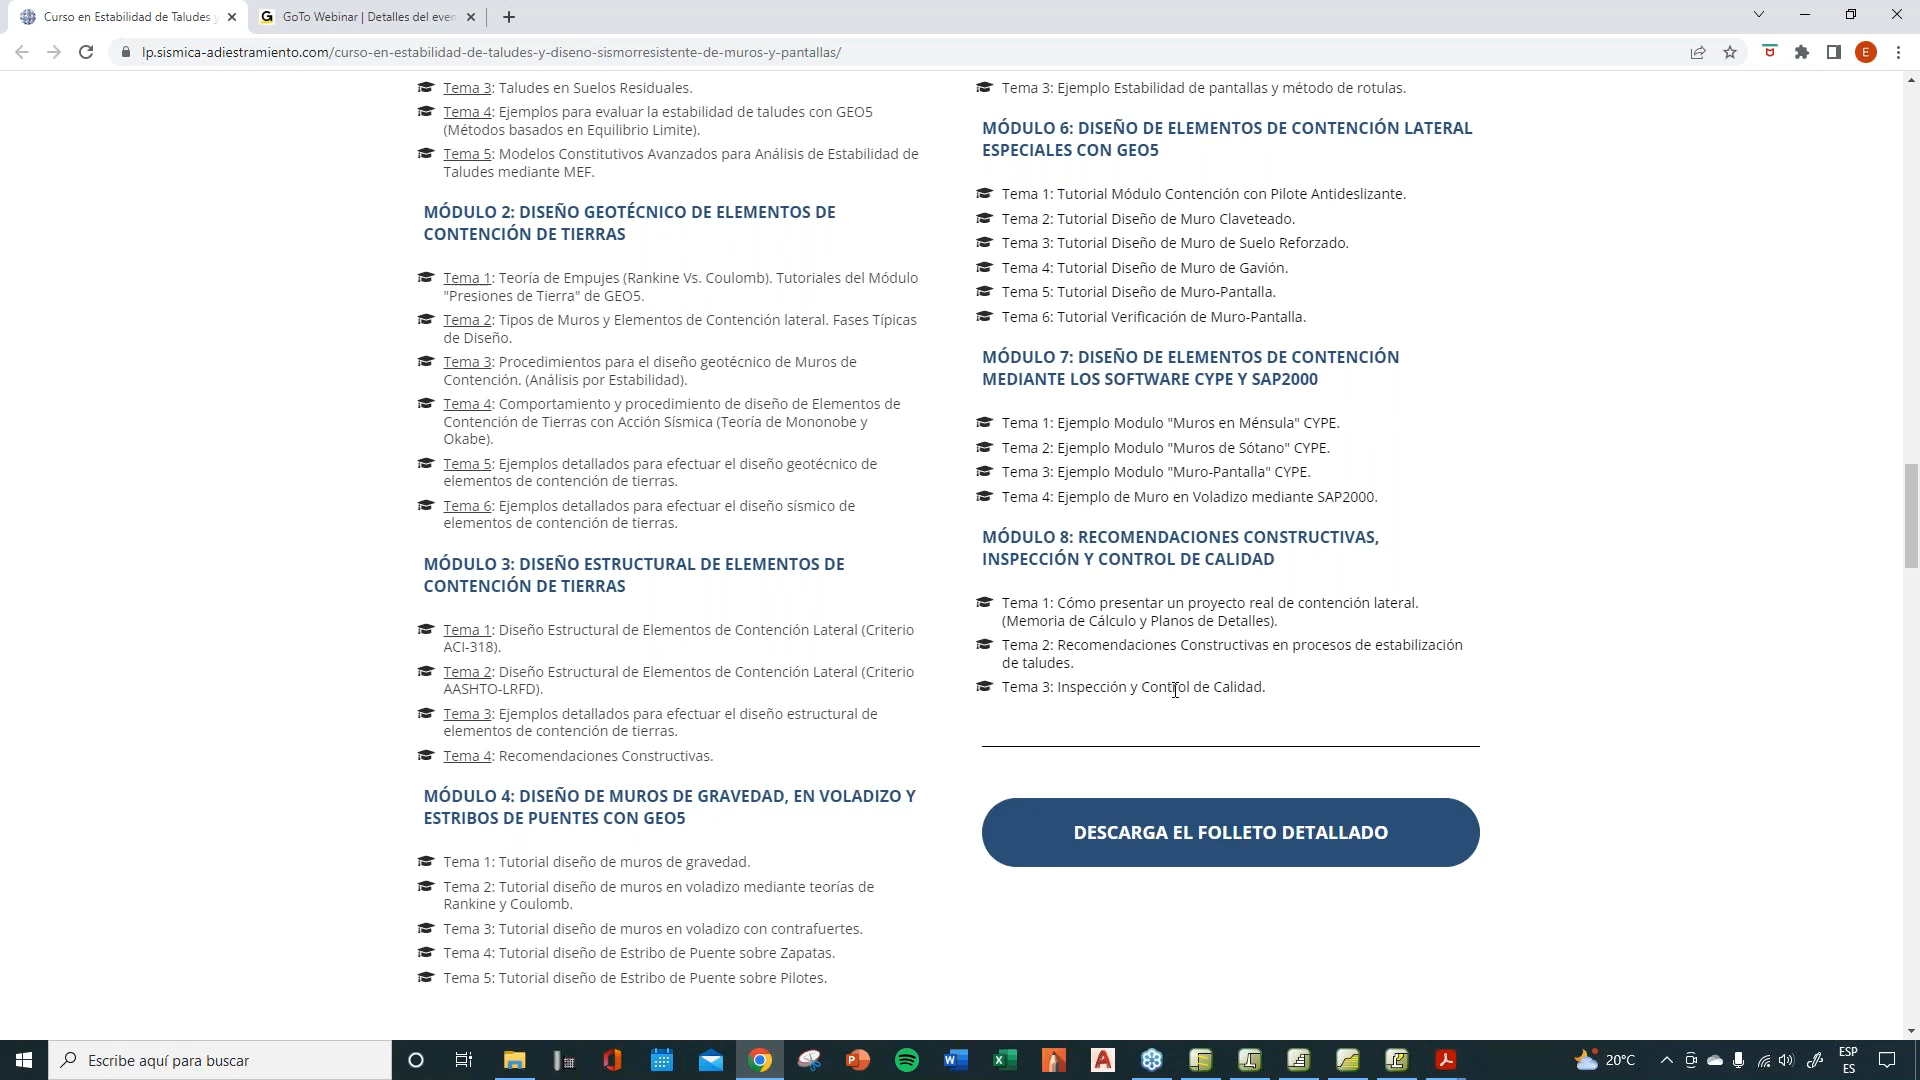 Curso en Estabilidad de Taludes y
GoTo Webinar | Detalles del even
lp.sismica-adiestramiento.com/curso-en-estabilidad-de-taludes-y-diseno-sismorresistente-de-muros-y-pantallas/
E
Tema 3: Taludes en Suelos Residuales.
Tema 4: Ejemplos para evaluar la estabilidad de taludes con GEO5
(Métodos basados en Equilibrio Limite).
Tema 5: Modelos Constitutivos Avanzados para Análisis de Estabilidad de
Taludes mediante MEF.
MÓDULO 2: DISEÑO GEOTÉCNICO DE ELEMENTOS DE
CONTENCIÓN DE TIERRAS
Tema 1: Teoría de Empujes (Rankine Vs. Coulomb). Tutoriales del Módulo
"Presiones de Tierra" de GEO5.
Tema 2: Tipos de Muros y Elementos de Contención lateral. Fases Típicas
de Diseño.
Tema 3: Procedimientos para el diseño geotécnico de Muros de
Contención. (Análisis por Estabilidad).
Tema 4: Comportamiento y procedimiento de diseño de Elementos de
Contención de Tierras con Acción Sísmica (Teoría de Mononobe y
Okabe).
Tema 5: Ejemplos detallados para efectuar el diseño geotécnico de
elementos de contención de tierras.
Tema 6: Ejemplos detallados para efectuar el diseño sísmico de
elementos de contención de tierras.
MÓDULO 3: DISEÑO ESTRUCTURAL DE ELEMENTOS DE
CONTENCIÓN DE TIERRAS
Tema 1: Diseño Estructural de Elementos de Contención Lateral (Criterio
ACI-318).
Tema 2: Diseño Estructural de Elementos de Contención Lateral (Criterio
AASHTO-LRFD).
Tema 3: Ejemplos detallados para efectuar el diseño estructural de
elementos de contención de tierras.
Tema 4: Recomendaciones Constructivas.
MÓDULO 4: DISEÑO DE MUROS DE GRAVEDAD, EN VOLADIZO Y
ESTRIBOS DE PUENTES CON GEO5
Tema 1: Tutorial diseño de muros de gravedad.
Tema 2: Tutorial diseño de muros en voladizo mediante teorías de
Rankine y Coulomb.
Tema 3: Tutorial diseño de muros en voladizo con contrafuertes.
Tema 4: Tutorial diseño de Estribo de Puente sobre Zapatas.
Tema 5: Tutorial diseño de Estribo de Puente sobre Pilotes.
Tema 3: Ejemplo Estabilidad de pantallas y método de rotulas.
MÓDULO 6: DISEÑO DE ELEMENTOS DE CONTENCIÓN LATERAL
ESPECIALES CON GEO5
Tema 1: Tutorial Módulo Contención con Pilote Antideslizante.
Tema 2: Tutorial Diseño de Muro Claveteado.
Tema 3: Tutorial Diseño de Muro de Suelo Reforzado.
Tema 4: Tutorial Diseño de Muro de Gavión.
Tema 5: Tutorial Diseño de Muro-Pantalla.
Tema 6: Tutorial Verificación de Muro-Pantalla.
MÓDULO 7: DISEÑO DE ELEMENTOS DE CONTENCIÓN
MEDIANTE LOS SOFTWARE CYPE Y SAP2000
Tema 1: Ejemplo Modulo "Muros en Ménsula" CYPE.
Tema 2: Ejemplo Modulo "Muros de Sótano" CYPE.
Tema 3: Ejemplo Modulo "Muro-Pantalla" CYPE.
Tema 4: Ejemplo de Muro en Voladizo mediante SAP2000.
MÓDULO 8: RECOMENDACIONES CONSTRUCTIVAS,
INSPECCIÓN Y CONTROL DE CALIDAD
Tema 1: Cómo presentar un proyecto real de contención lateral.
(Memoria de Cálculo y Planos de Detalles).
Tema 2: Recomendaciones Constructivas en procesos de estabilización
de taludes.
Tema 3: Inspección y Control de Calidad.
DESCARGA EL FOLLETO DETALLADO
Escribe aquí para buscar
20°C
ESP
ES